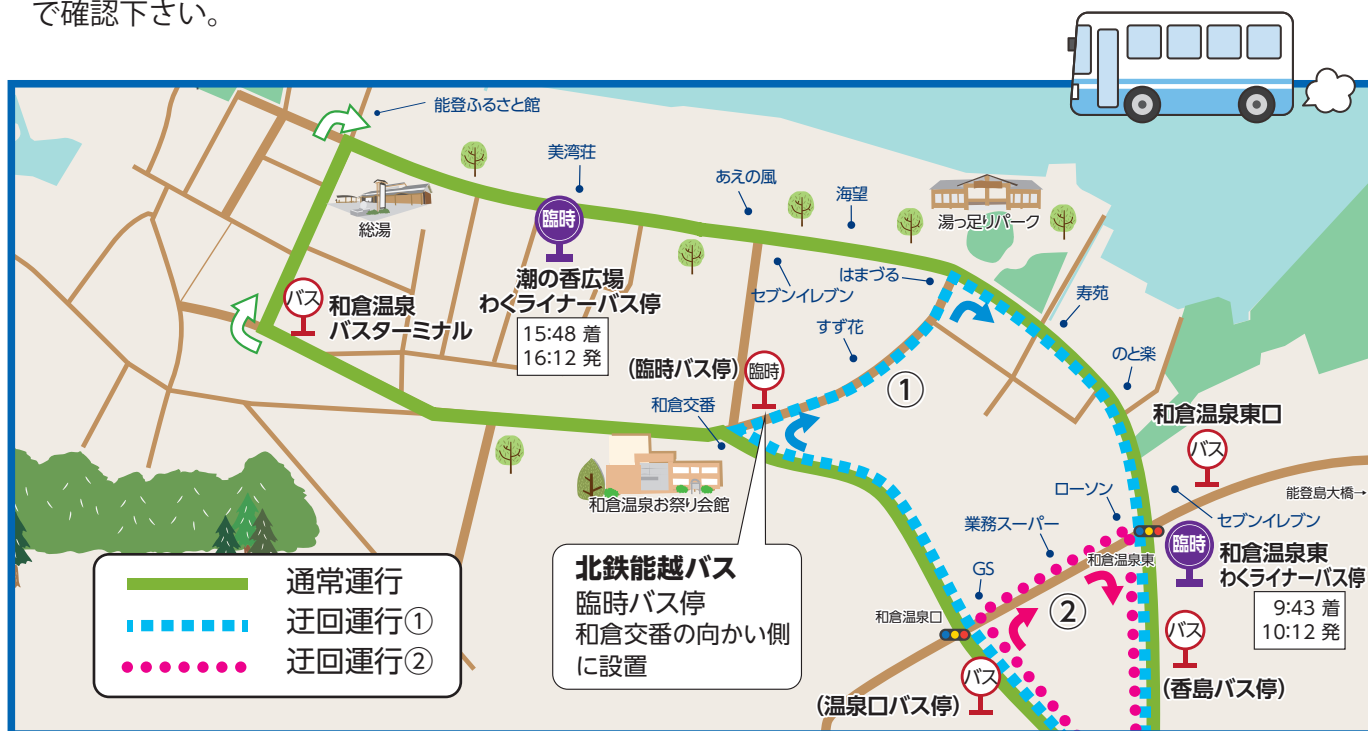 で確認下さい。
能登ふるさと館
美湾荘
あえの風
海望
湯っ足りパーク
総湯
臨時
潮の香広場
わくライナーバス停
15:48 着
16:12 発
バス
和倉温泉
バスターミナル
セブンイレブン
はまづる
すず花
寿苑
のと楽
(臨時バス停)
臨時
①
和倉交番
和倉温泉お祭り会館
和倉温泉東口
バス
能登島大橋→
ローソン
セブンイレブン
業務スーパー
和倉温泉東
臨時
和倉温泉東
わくライナーバス停
9:43 着
10:12 発
GS
②
和倉温泉口
バス
(温泉口バス停)
バス
(香島バス停)
北鉄能越バス
臨時バス停
和倉交番の向かい側
に設置
通常運行
迂回運行①
迂回運行②